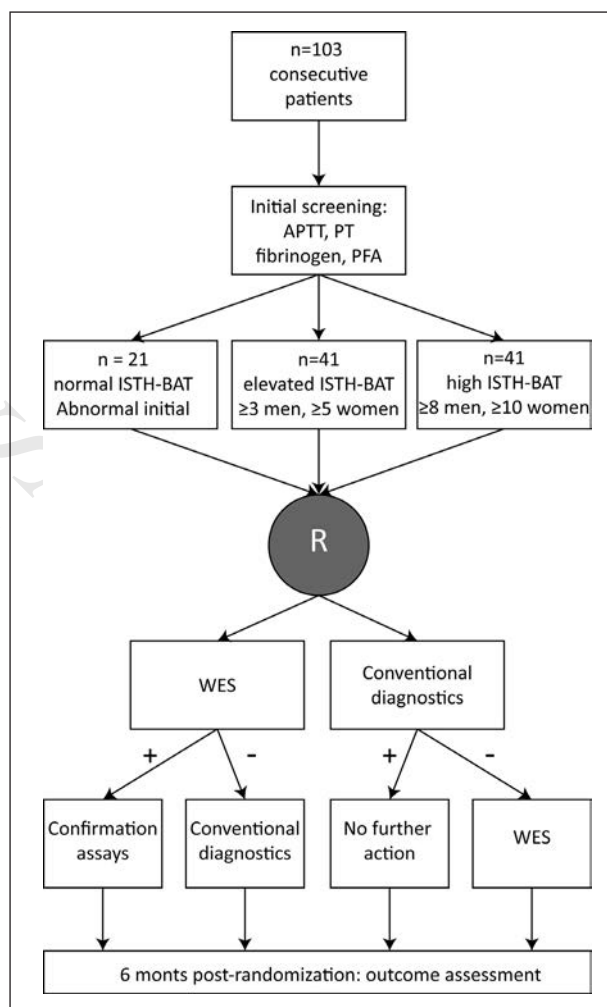 n=103
consecutive
patients
Initial screening:
APTT, PT
fibrinogen, PFA
n = 21
normal ISTH-BAT
Abnormal initial
n=41
elevated ISTH-BAT
≥3 men, ≥5 women
n=41
high ISTH-BAT
≥8 men, ≥10 women
R
WES
Conventional
diagnostics
+
-
+
-
Confirmation
assays
Conventional
diagnostics
No further
action
WES
6 monts post-randomization: outcome assessment